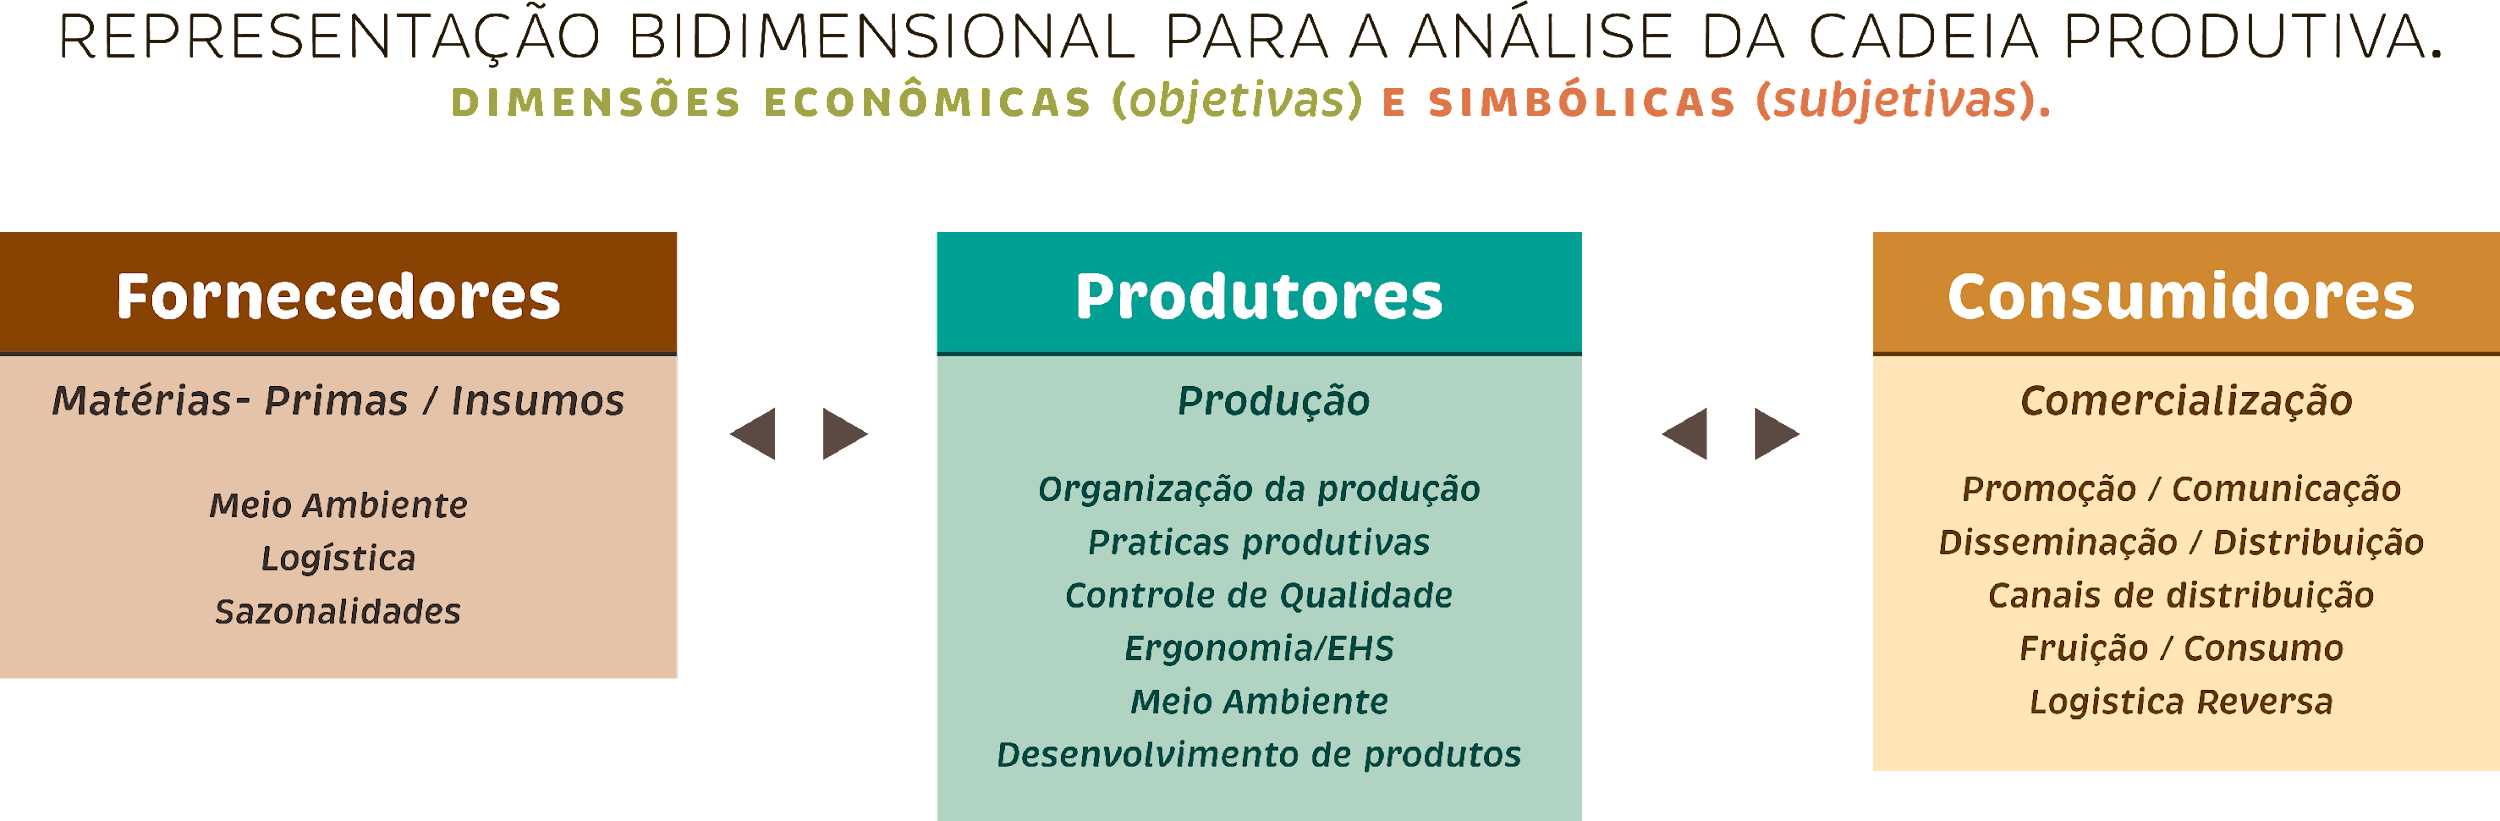 REPRESENTAÇÃO BIDIMENSIONAL PARA A ANÁLISE DA CADEIA PRODUTIVA.
DIMENSÕES ECONÔMICAS (objetivas) E SIMBÓLICAS (subjetivas).
Fornecedores
Matérias- Primas / Insumos
Meio Ambiente
Logística
Sazonalidades
Produtores
Produção
Organização da produção
Praticas produtivas
Controle de Qualidade
Ergonomia/EHS
Meio Ambiente
Desenvolvimento de produtos
Consumidores
Comercialização
Promoção / Comunicação
Disseminação / Distribuição
Canais de distribuição
Fruição / Consumo
Logistica Reversa